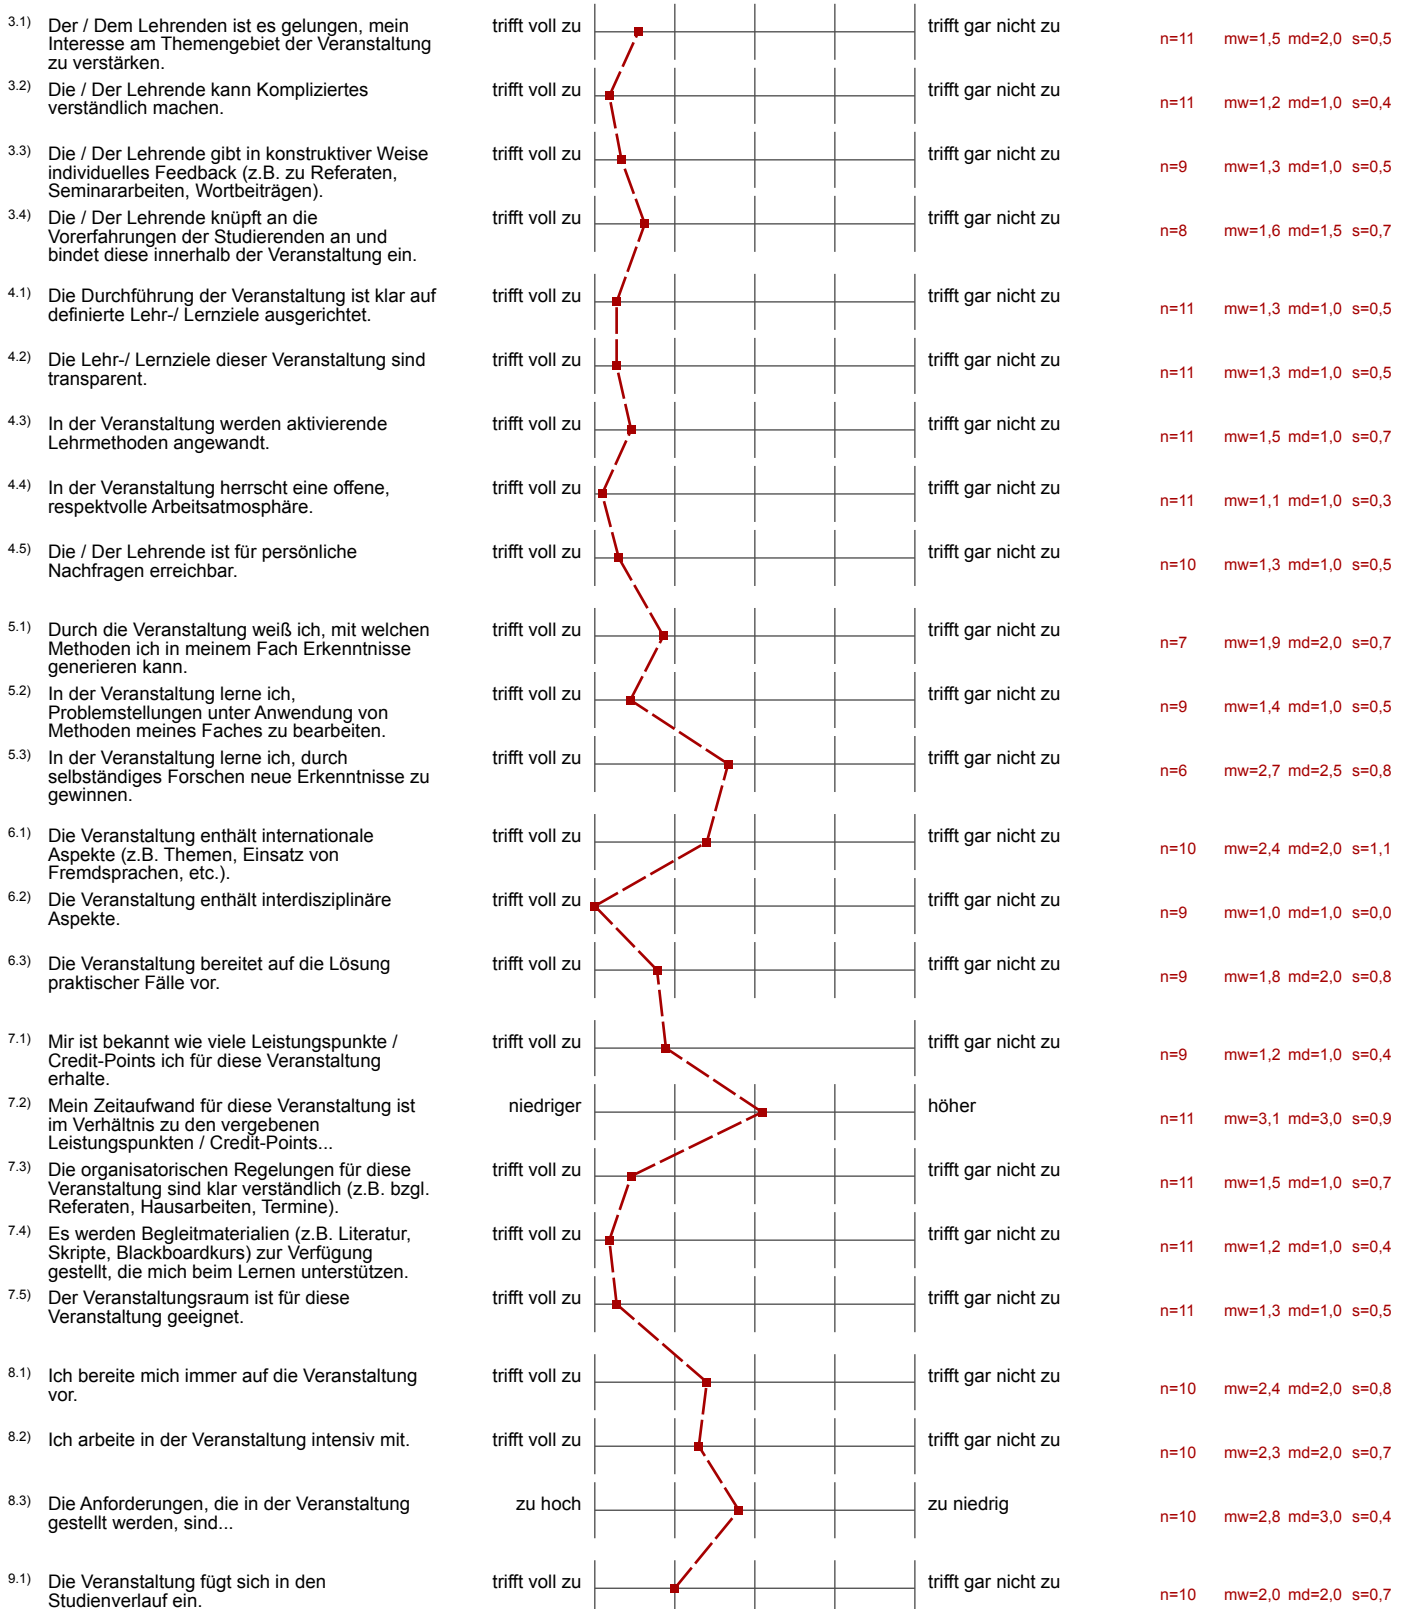 3.1) Der / Dem Lehrenden ist es gelungen, mein trifft voll zu trifft gar nicht zu
Interesse am Themengebiet der Veranstaltung n=11 mw=1,5 md=2,0 s=0,5
zu verstärken.
3.2) Die / Der Lehrende kann Kompliziertes trifft voll zu trifft gar nicht zu
verständlich machen. n=11 mw=1,2 md=1,0 s=0,4
3.3) Die / Der Lehrende gibt in konstruktiver Weise trifft voll zu trifft gar nicht zu
individuelles Feedback (z.B. zu Referaten, n=9 mw=1,3 md=1,0 s=0,5
Seminararbeiten, Wortbeiträgen).
3.4) Die / Der Lehrende knüpft an die trifft voll zu trifft gar nicht zu
Vorerfahrungen der Studierenden an und n=8 mw=1,6 md=1,5 s=0,7
bindet diese innerhalb der Veranstaltung ein.
4.1) Die Durchführung der Veranstaltung ist klar auf trifft voll zu trifft gar nicht zu
definierte Lehr-/ Lernziele ausgerichtet. n=11 mw=1,3 md=1,0 s=0,5
4.2) Die Lehr-/ Lernziele dieser Veranstaltung sind trifft voll zu trifft gar nicht zu
transparent. n=11 mw=1,3 md=1,0 s=0,5
4.3) In der Veranstaltung werden aktivierende trifft voll zu trifft gar nicht zu
Lehrmethoden angewandt. n=11 mw=1,5 md=1,0 s=0,7
4.4) In der Veranstaltung herrscht eine offene, trifft voll zu trifft gar nicht zu
respektvolle Arbeitsatmosphäre. n=11 mw=1,1 md=1,0 s=0,3
4.5) Die / Der Lehrende ist für persönliche trifft voll zu trifft gar nicht zu
Nachfragen erreichbar. n=10 mw=1,3 md=1,0 s=0,5
5.1) Durch die Veranstaltung weiß ich, mit welchen trifft voll zu trifft gar nicht zu
Methoden ich in meinem Fach Erkenntnisse n=7 mw=1,9 md=2,0 s=0,7
generieren kann.
5.2) In der Veranstaltung lerne ich, trifft voll zu trifft gar nicht zu
Problemstellungen unter Anwendung von n=9 mw=1,4 md=1,0 s=0,5
Methoden meines Faches zu bearbeiten.
5.3) In der Veranstaltung lerne ich, durch trifft voll zu trifft gar nicht zu
selbständiges Forschen neue Erkenntnisse zu n=6 mw=2,7 md=2,5 s=0,8
gewinnen.
6.1) Die Veranstaltung enthält internationale trifft voll zu trifft gar nicht zu
Aspekte (z.B. Themen, Einsatz von n=10 mw=2,4 md=2,0 s=1,1
Fremdsprachen, etc.).
6.2) Die Veranstaltung enthält interdisziplinäre trifft voll zu trifft gar nicht zu
Aspekte. n=9 mw=1,0 md=1,0 s=0,0
6.3) Die Veranstaltung bereitet auf die Lösung trifft voll zu trifft gar nicht zu
praktischer Fälle vor. n=9 mw=1,8 md=2,0 s=0,8
7.1) Mir ist bekannt wie viele Leistungspunkte / trifft voll zu trifft gar nicht zu
Credit-Points ich für diese Veranstaltung n=9 mw=1,2 md=1,0 s=0,4
erhalte.
7.2) Mein Zeitaufwand für diese Veranstaltung ist niedriger höher
im Verhältnis zu den vergebenen n=11 mw=3,1 md=3,0 s=0,9
Leistungspunkten / Credit-Points...
7.3) Die organisatorischen Regelungen für diese trifft voll zu trifft gar nicht zu
Veranstaltung sind klar verständlich (z.B. bzgl. n=11 mw=1,5 md=1,0 s=0,7
Referaten, Hausarbeiten, Termine).
7.4) Es werden Begleitmaterialien (z.B. Literatur, trifft voll zu trifft gar nicht zu
Skripte, Blackboardkurs) zur Verfügung n=11 mw=1,2 md=1,0 s=0,4
gestellt, die mich beim Lernen unterstützen.
7.5) Der Veranstaltungsraum ist für diese trifft voll zu trifft gar nicht zu
Veranstaltung geeignet. n=11 mw=1,3 md=1,0 s=0,5
8.1) Ich bereite mich immer auf die Veranstaltung trifft voll zu trifft gar nicht zu
vor. n=10 mw=2,4 md=2,0 s=0,8
8.2) Ich arbeite in der Veranstaltung intensiv mit. trifft voll zu trifft gar nicht zu
n=10 mw=2,3 md=2,0 s=0,7
8.3) Die Anforderungen, die in der Veranstaltung zu hoch zu niedrig
gestellt werden, sind... n=10 mw=2,8 md=3,0 s=0,4
9.1) Die Veranstaltung fügt sich in den trifft voll zu trifft gar nicht zu
Studienverlauf ein. n=10 mw=2,0 md=2,0 s=0,7